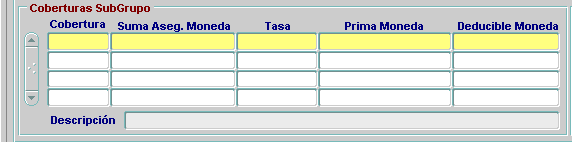 Coberturas SubGrupo
Cobertura Suma Aseg. Moneda Tasa Prima Moneda Deducible Moneda
Descripción